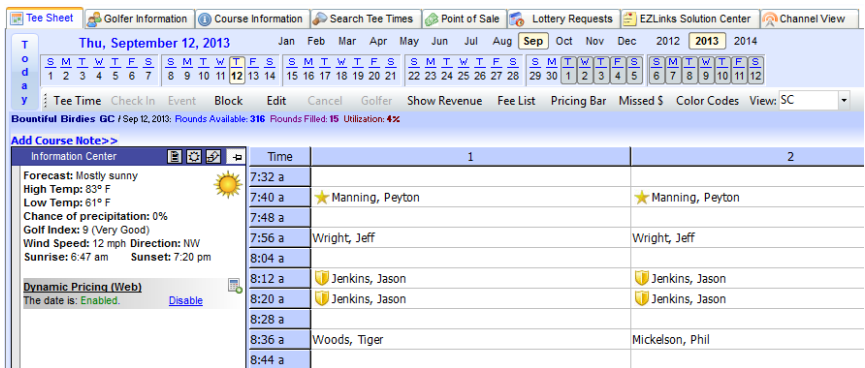 Tee Sheet Golfer Information Course Information Search Tee Times Point of Sale Lottery Requests EZLinks Solution Center Channel View
Today
Thu, September 12, 2013 Jan Feb Mar Apr May Jun Jul Aug Sep Oct Nov Dec 2012 2013 2014
S M T W T F S S M T W T F S S M T W T F S S M T W T F S S M T W T F S S M T W T F S
1 2 3 4 5 6 7 8 9 10 11 12 13 14 15 16 17 18 19 20 21 22 23 24 25 26 27 28 29 30 1 2 3 4 5 6 7 8 9 10 11 12
Tee Time Check In Event Block Edit Cancel Golfer Show Revenue Fee List Pricing Bar Missed $ Color Codes View: SC
Bountiful Birdies GC / Sep 12, 2013: Rounds Available: 316 Rounds Filled: 15 Utilization: 4%
Add Course Note>>
Information Center
Forecast: Mostly sunny
High Temp: 83º F
Low Temp: 61º F
Chance of precipitation: 0%
Golf Index: 9 (Very Good)
Wind Speed: 12 mph Direction: NW
Sunrise: 6:47 am Sunset: 7:20 pm
Dynamic Pricing (Web)
The date is: Enabled. Disable
Time 1 2
7:32 a
7:40 a Manning, Peyton Manning, Peyton
7:48 a
7:56 a Wright, Jeff Wright, Jeff
8:04 a
8:12 a Jenkins, Jason Jenkins, Jason
8:20 a Jenkins, Jason Jenkins, Jason
8:28 a
8:36 a Woods, Tiger Mickelson, Phil
8:44 a